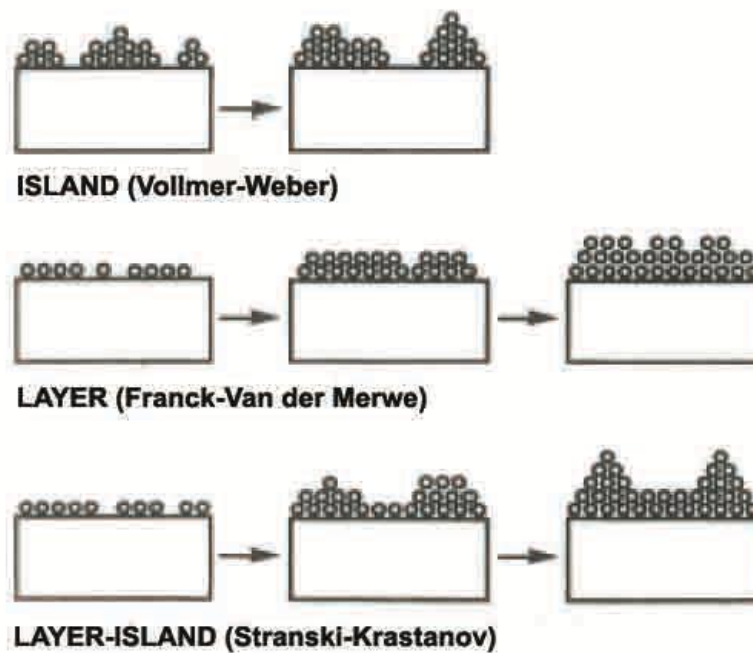 ISLAND (Vollmer-Weber)
LAYER (Franck-Van der Merwe)
LAYER-ISLAND (Stranski-Krastanov)